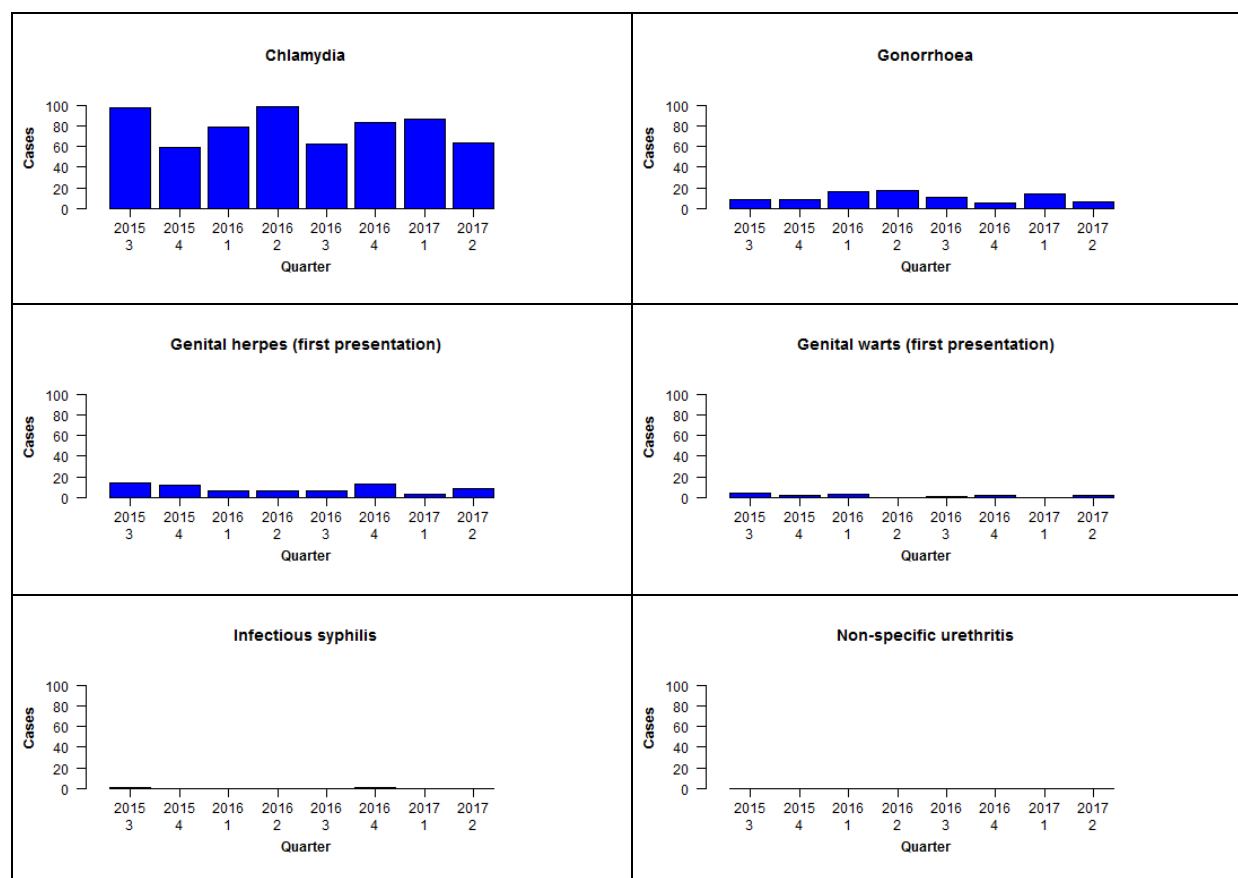 Chlamydia
100
80
60
40
20
0
Cases
2015 2015 2016 2016 2016 2016 2017 2017
3 4 1 2 3 4 1 2
Quarter
Gonorrhoea
100
80
60
40
20
0
Cases
2015 2015 2016 2016 2016 2016 2017 2017
3 4 1 2 3 4 1 2
Quarter
Genital herpes (first presentation)
100
80
60
40
20
0
Cases
2015 2015 2016 2016 2016 2016 2017 2017
3 4 1 2 3 4 1 2
Quarter
Genital warts (first presentation)
100
80
60
40
20
0
Cases
2015 2015 2016 2016 2016 2016 2017 2017
3 4 1 2 3 4 1 2
Quarter
Infectious syphilis
100
80
60
40
20
0
Cases
2015 2015 2016 2016 2016 2016 2017 2017
3 4 1 2 3 4 1 2
Quarter
Non-specific urethritis
100
80
60
40
20
0
Cases
2015 2015 2016 2016 2016 2016 2017 2017
3 4 1 2 3 4 1 2
Quarter